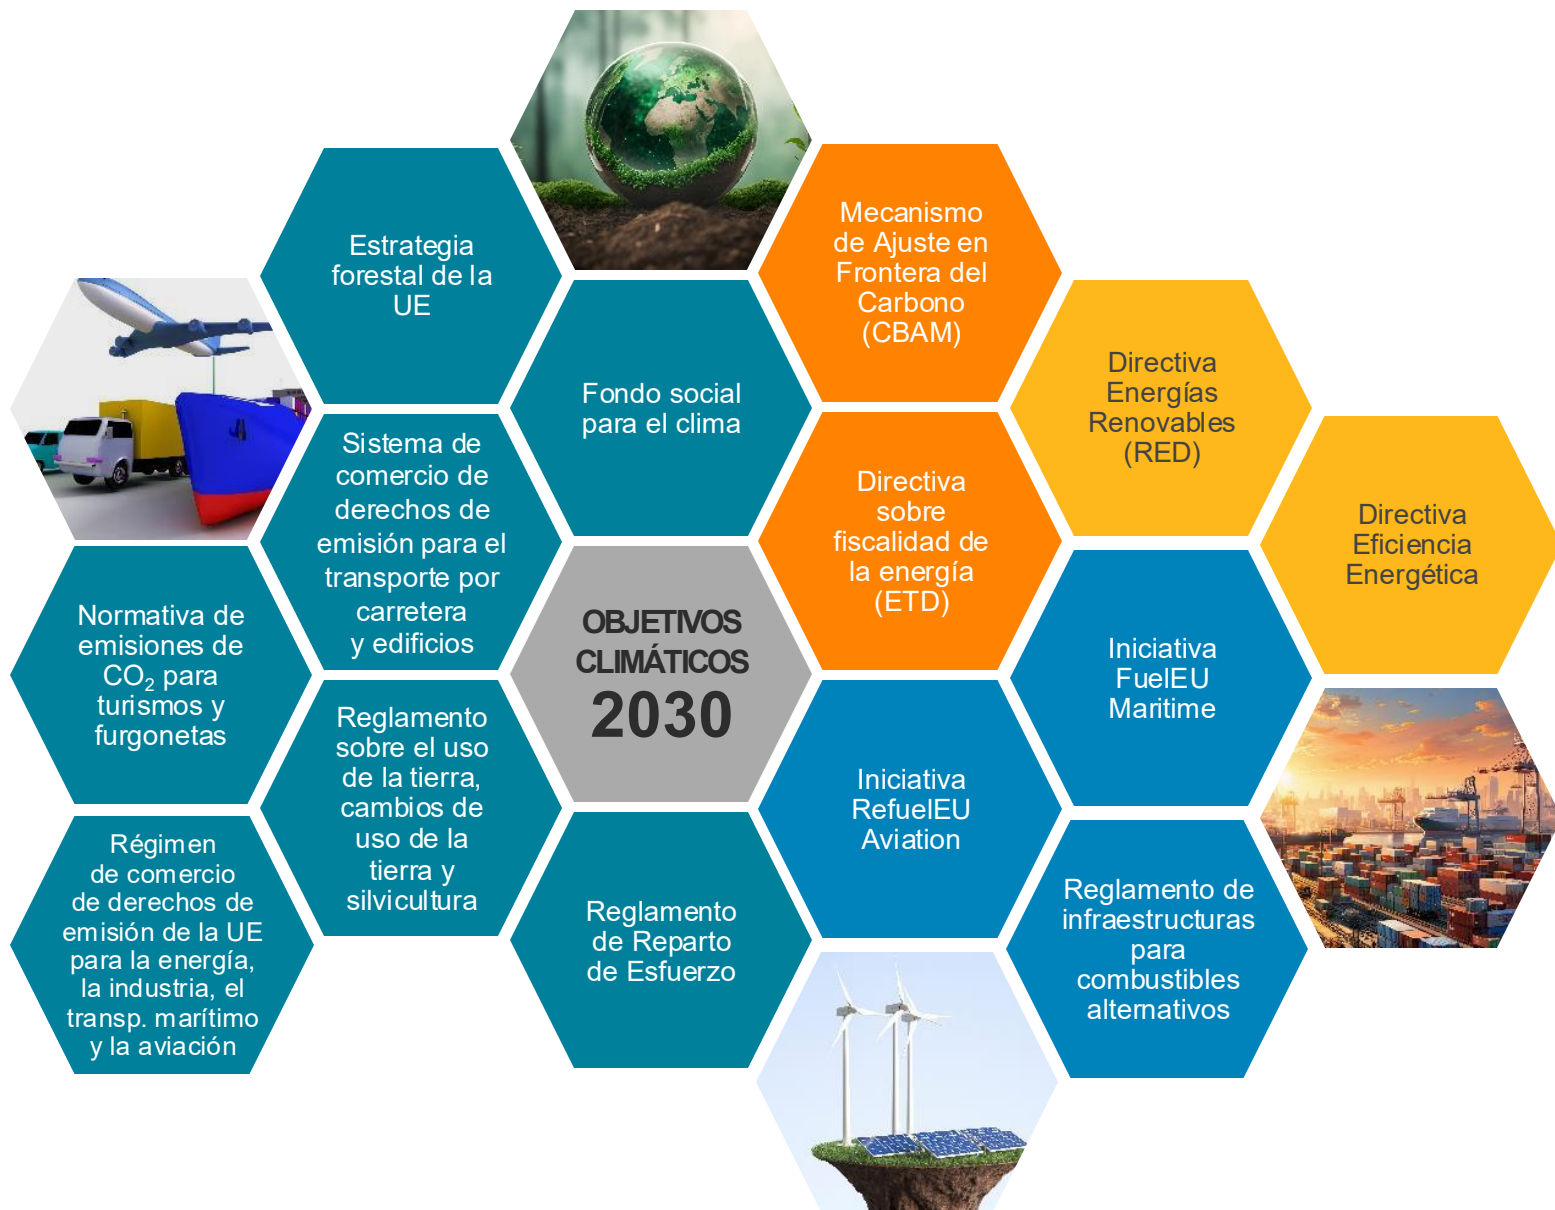 Estrategia
forestal de la
UE
Mecanismo
de Ajuste en
Frontera del
Carbono
(CBAM)
Fondo social
para el clima
Directiva
Energías
Renovables
(RED)
Sistema de
comercio de
derechos de
emisión para el
transporte por
carretera
y edificios
Directiva
sobre
fiscalidad de
la energía
(ETD)
Directiva
Eficiencia
Energética
Normativa de
emisiones de
CO₂ para
turismos y
furgonetas
OBJETIVOS
CLIMÁTICOS
2030
Iniciativa
FuelEU
Maritime
Reglamento
sobre el uso
de la tierra,
cambios de
uso de la
tierra y
silvicultura
Iniciativa
RefuelEU
Aviation
Régimen
de comercio
de derechos de
emisión de la UE
para la energía,
la industria, el
transp. marítimo
y la aviación
Reglamento
de Reparto
de Esfuerzo
Reglamento de
infraestructuras
para
combustibles
alternativos